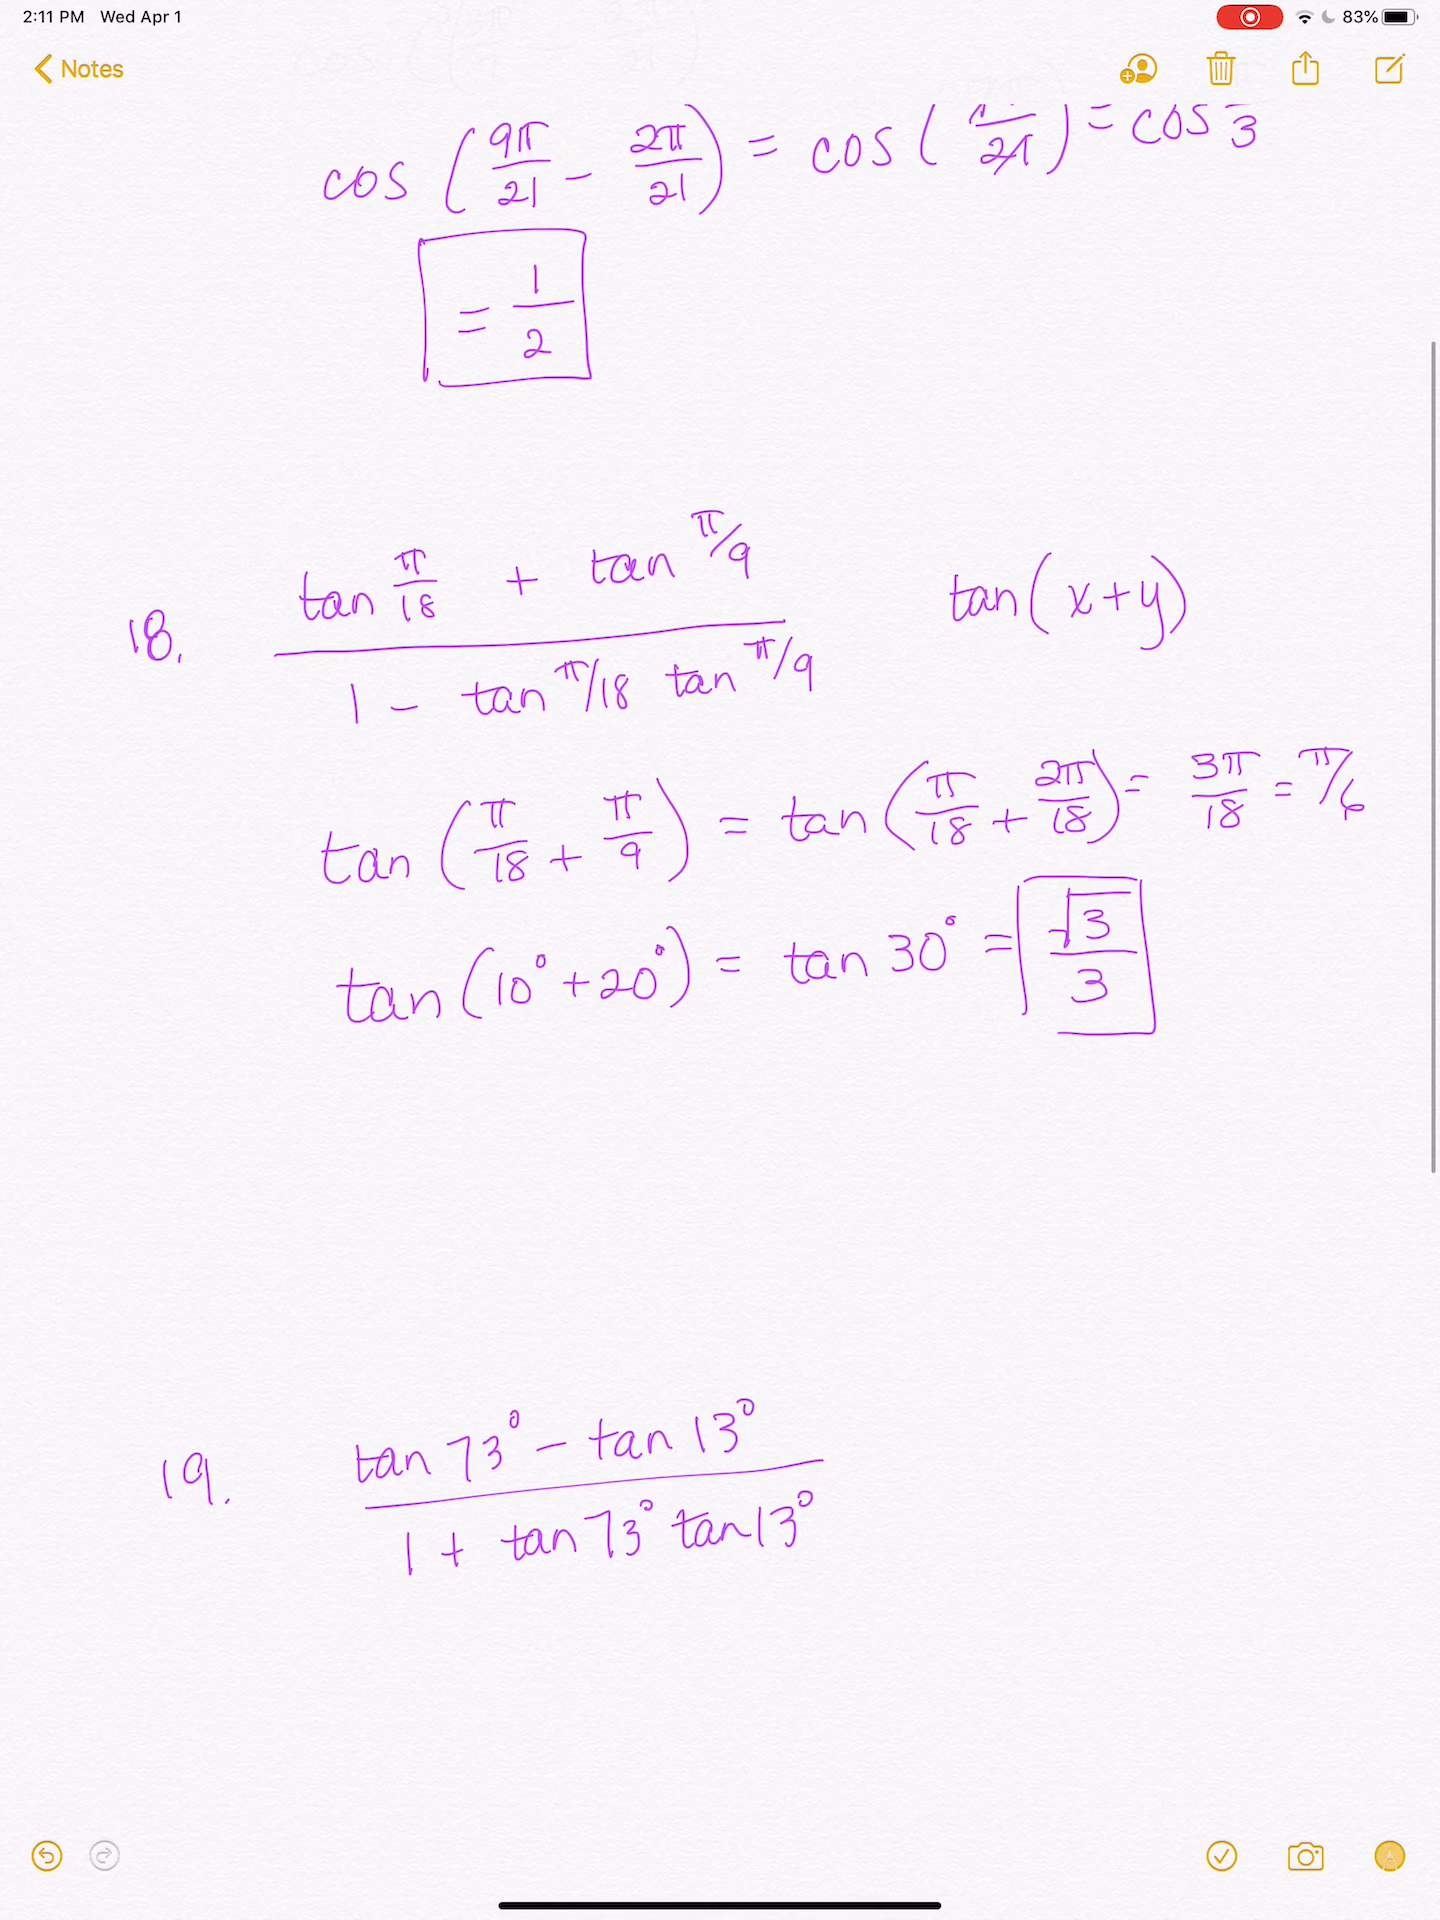 2:11 PM Wed Apr 1 83%
Notes
cos (9π/21 - 2π/21) = cos ( /21) = cos /3
= 1/2
18. (tan π/18 + tan π/9) / (1 - tan π/18 tan π/9) tan(x+y)
tan (π/18 + π/9) = tan (π/18 + 2π/18) = 3π/18 = π/6
tan (10° + 20°) = tan 30° = √3/3
19. (tan 73° - tan 13°) / (1 + tan 73° tan 13°)